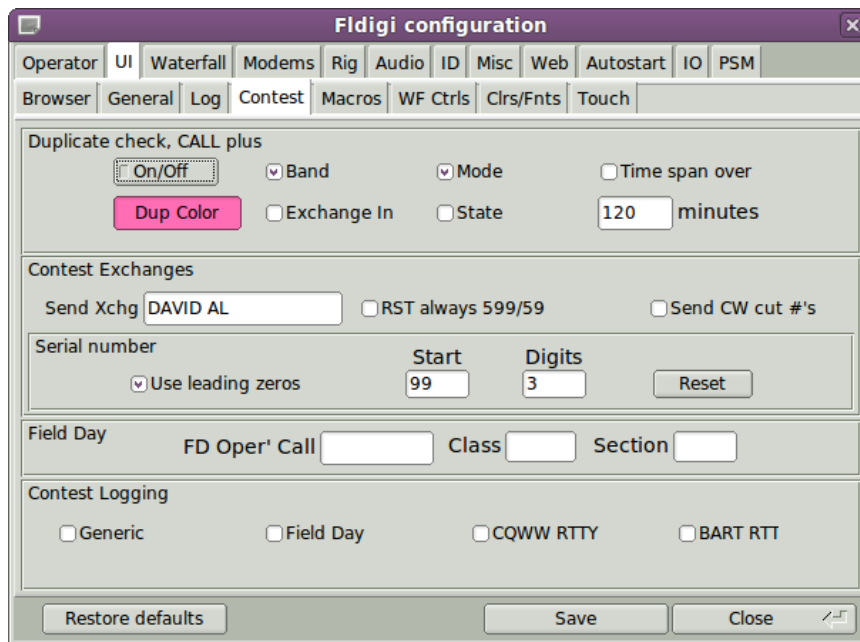 Fldigi configuration
Operator UI Waterfall Modems Rig Audio ID Misc Web Autostart IO PSM
Browser General Log Contest Macros WF Ctrls Clrs/Fnts Touch
Duplicate check, CALL plus
On/Off Band Mode Time span over
Dup Color Exchange In State 120 minutes
Contest Exchanges
Send Xchg DAVID AL RST always 599/59 Send CW cut #'s
Serial number
Start Digits
Use leading zeros 99 3 Reset
Field Day FD Oper' Call Class Section
Contest Logging
Generic Field Day CQWW RTTY BART RTT
Restore defaults Save Close